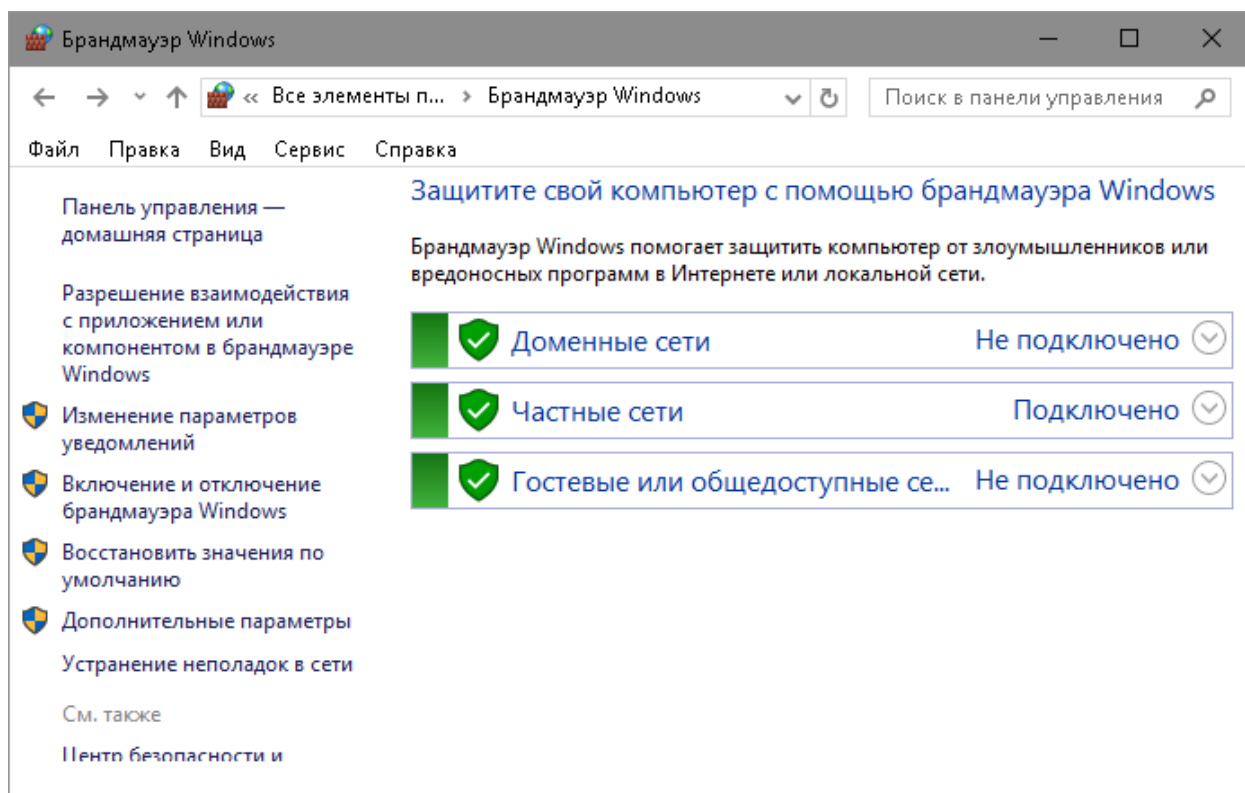 Брандмауэр Windows
« Все элементы п... > Брандмауэр Windows
Поиск в панели управления
Файл Правка Вид Сервис Справка
Панель управления —
домашняя страница
Разрешение взаимодействия
с приложением или
компонентом в брандмауэре
Windows
Изменение параметров
уведомлений
Включение и отключение
брандмауэра Windows
Восстановить значения по
умолчанию
Дополнительные параметры
Устранение неполадок в сети
См. также
Центр безопасности и
Защитите свой компьютер с помощью брандмауэра Windows
Брандмауэр Windows помогает защитить компьютер от злоумышленников или
вредоносных программ в Интернете или локальной сети.
Доменные сети Не подключено
Частные сети Подключено
Гостевые или общедоступные се... Не подключено